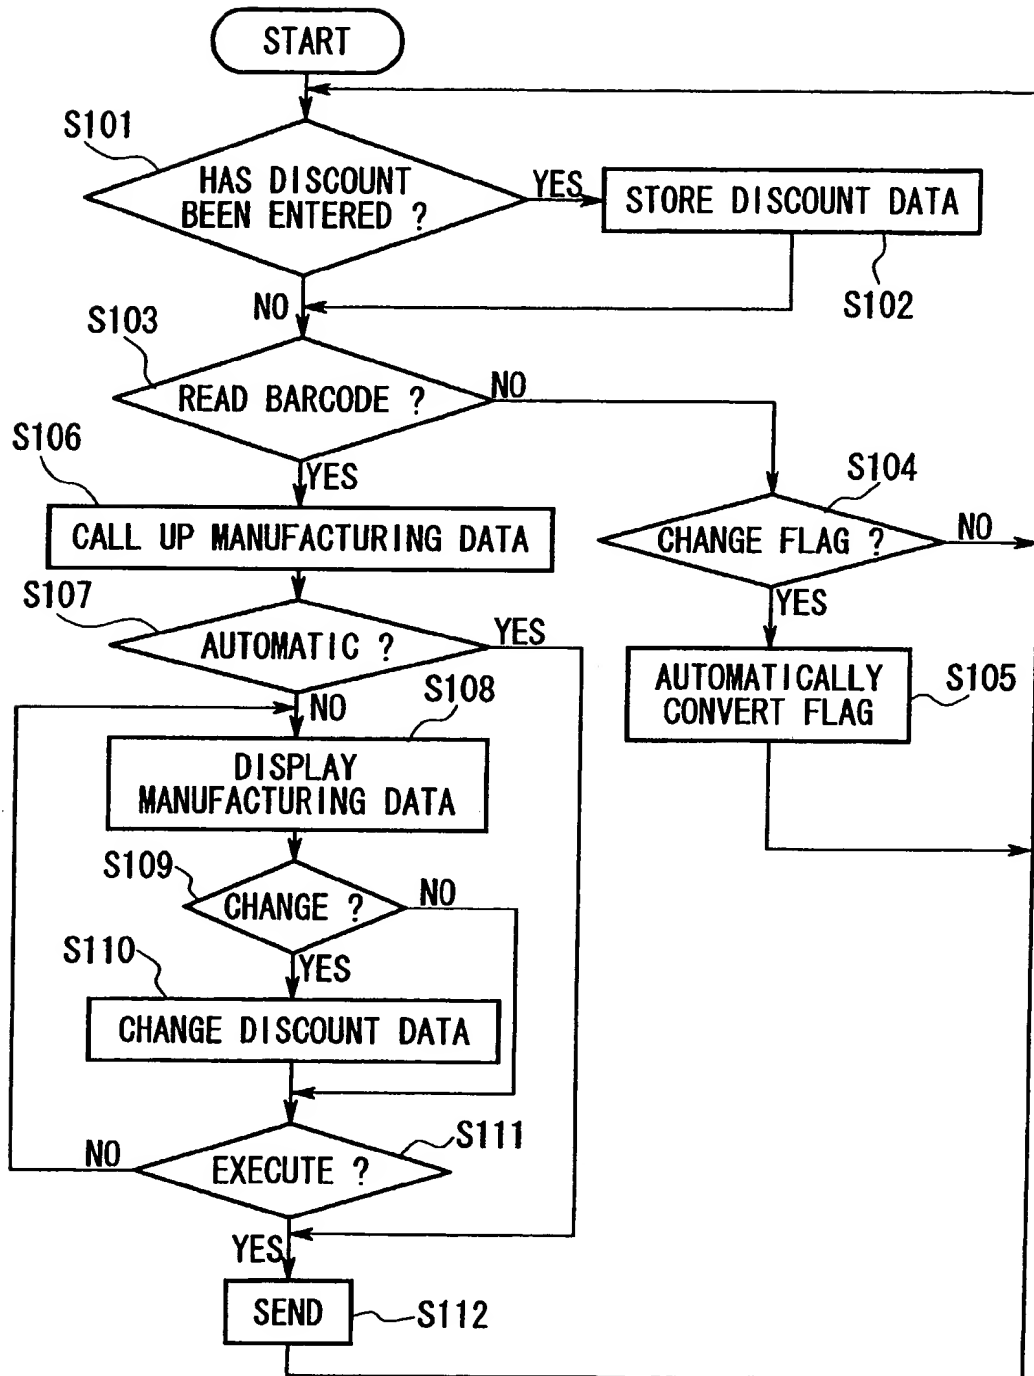 START
S101
HAS DISCOUNT
BEEN ENTERED ?
YES
STORE DISCOUNT DATA
S102
NO
S103
READ BARCODE ?
NO
S106
YES
S104
CALL UP MANUFACTURING DATA
CHANGE FLAG ?
NO
S107
YES
AUTOMATIC ?
YES
AUTOMATICALLY
CONVERT FLAG
S105
S108
NO
DISPLAY
MANUFACTURING DATA
S109
CHANGE ?
NO
S110
YES
CHANGE DISCOUNT DATA
S111
NO
EXECUTE ?
YES
SEND
S112